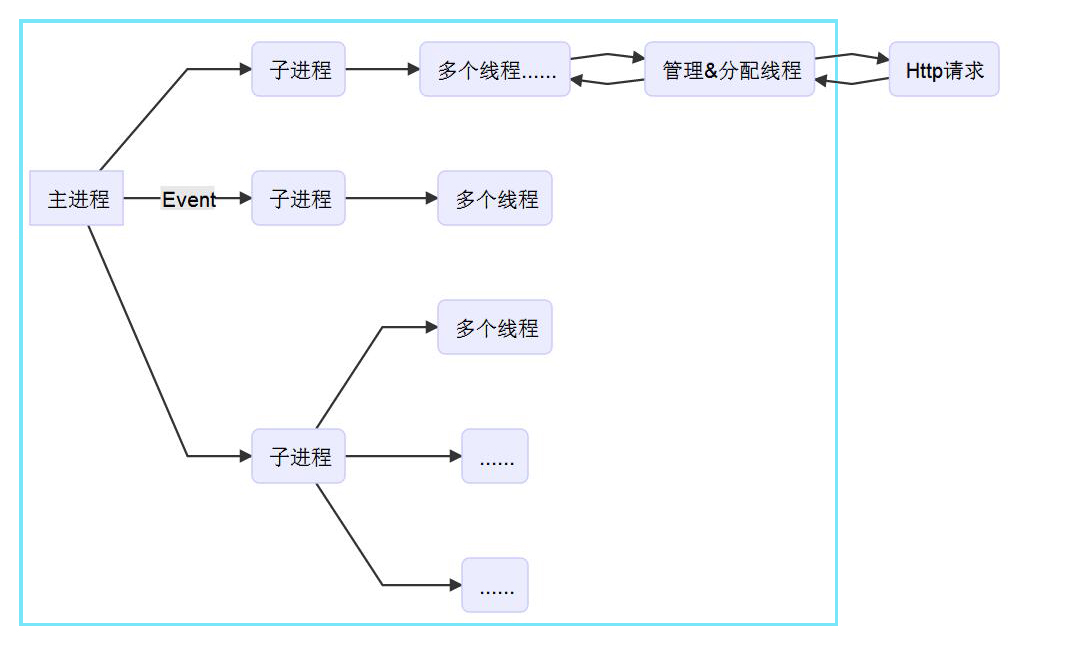 子进程
多个线程......
管理&分配线程
Http请求
主进程
Event
子进程
多个线程
多个线程
子进程
......
......